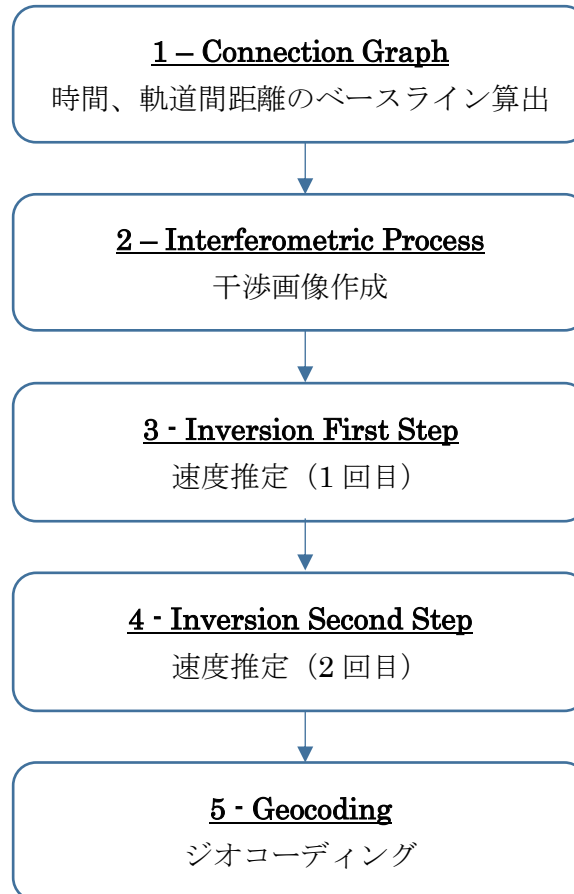 1 – Connection Graph
時間、軌道間距離のベースライン算出
2 – Interferometric Process
干渉画像作成
3 - Inversion First Step
速度推定（1 回目）
4 - Inversion Second Step
速度推定（2 回目）
5 - Geocoding
ジオコーディング